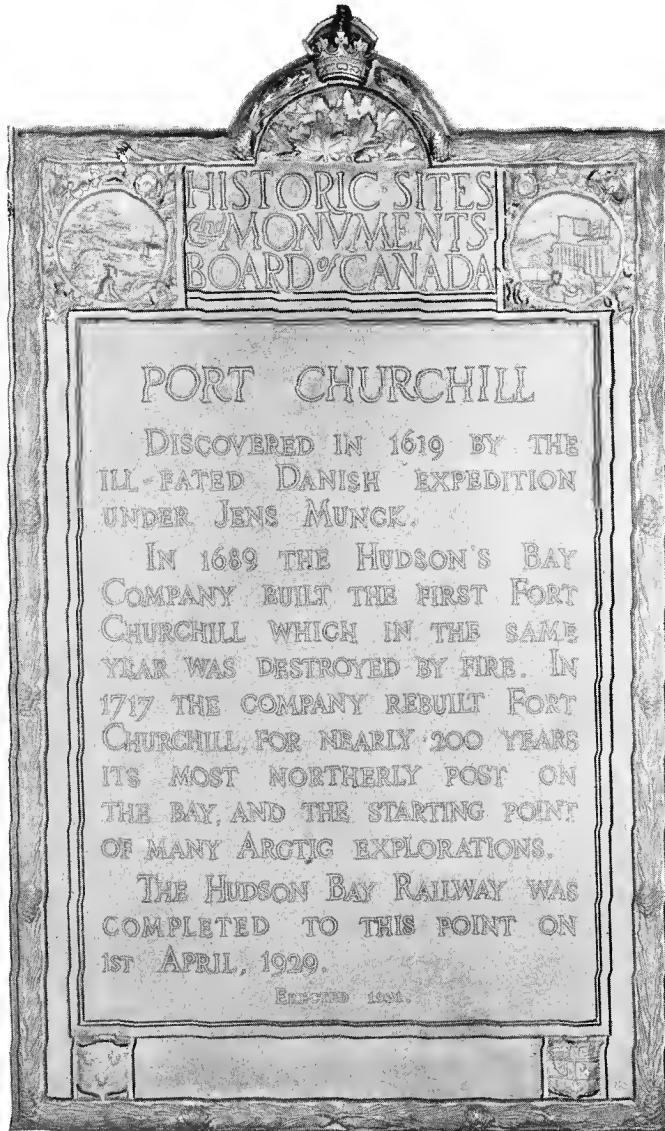 HISTORIC SITES
and MONVMENTS
BOARD of CANADA
PORT CHURCHILL
DISCOVERED IN 1619 BY THE
ILL-FATED DANISH EXPEDITION
UNDER JENS MUNCK.
IN 1689 THE HUDSON'S BAY
COMPANY BUILT THE FIRST FORT
CHURCHILL WHICH IN THE SAME
YEAR WAS DESTROYED BY FIRE. IN
1717 THE COMPANY REBUILT FORT
CHURCHILL, FOR NEARLY 200 YEARS
ITS MOST NORTHERLY POST ON
THE BAY, AND THE STARTING POINT
OF MANY ARCTIC EXPLORATIONS.
THE HUDSON BAY RAILWAY WAS
COMPLETED TO THIS POINT ON
1ST APRIL, 1929.
ERECTED